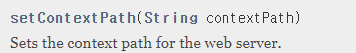 setContextPath(String contextPath)
Sets the context path for the web server.